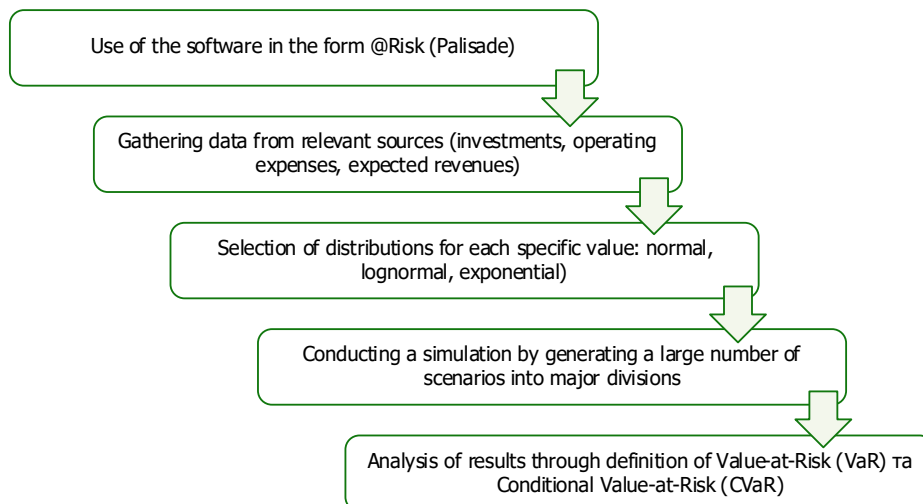 Use of the software in the form @Risk (Palisade)
Gathering data from relevant sources (investments, operating
expenses, expected revenues)
Selection of distributions for each specific value: normal,
lognormal, exponential)
Conducting a simulation by generating a large number of
scenarios into major divisions
Analysis of results through definition of Value-at-Risk (VaR) та
Conditional Value-at-Risk (CVaR)